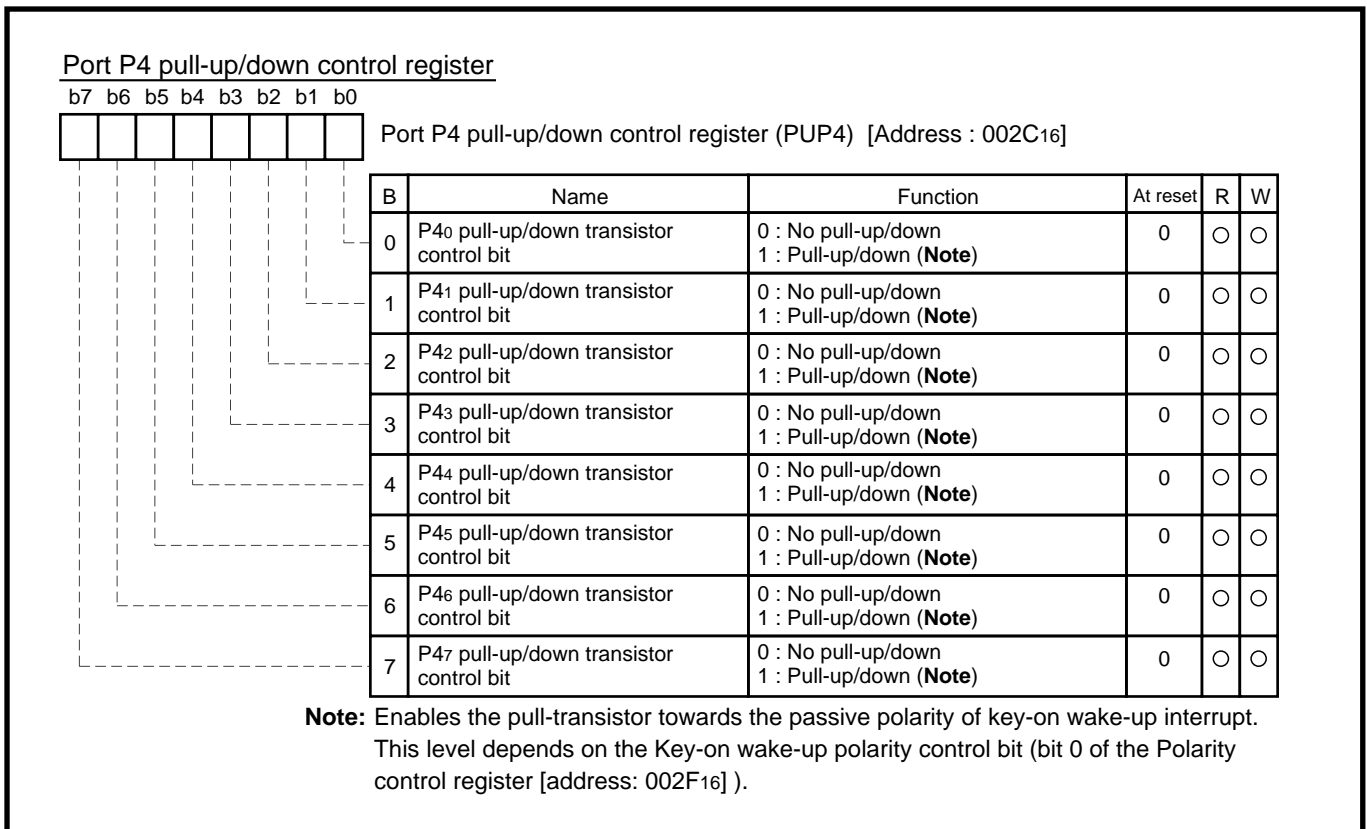 Port P4 pull-up/down control register
b7 b6 b5 b4 b3 b2 b1 b0
Port P4 pull-up/down control register (PUP4) [Address : 002C16]
B Name Function At reset R W
0 P40 pull-up/down transistor control bit 0 : No pull-up/down 1 : Pull-up/down (Note) 0 ○ ○
1 P41 pull-up/down transistor control bit 0 : No pull-up/down 1 : Pull-up/down (Note) 0 ○ ○
2 P42 pull-up/down transistor control bit 0 : No pull-up/down 1 : Pull-up/down (Note) 0 ○ ○
3 P43 pull-up/down transistor control bit 0 : No pull-up/down 1 : Pull-up/down (Note) 0 ○ ○
4 P44 pull-up/down transistor control bit 0 : No pull-up/down 1 : Pull-up/down (Note) 0 ○ ○
5 P45 pull-up/down transistor control bit 0 : No pull-up/down 1 : Pull-up/down (Note) 0 ○ ○
6 P46 pull-up/down transistor control bit 0 : No pull-up/down 1 : Pull-up/down (Note) 0 ○ ○
7 P47 pull-up/down transistor control bit 0 : No pull-up/down 1 : Pull-up/down (Note) 0 ○ ○
Note: Enables the pull-transistor towards the passive polarity of key-on wake-up interrupt.
This level depends on the Key-on wake-up polarity control bit (bit 0 of the Polarity
control register [address: 002F16] ).